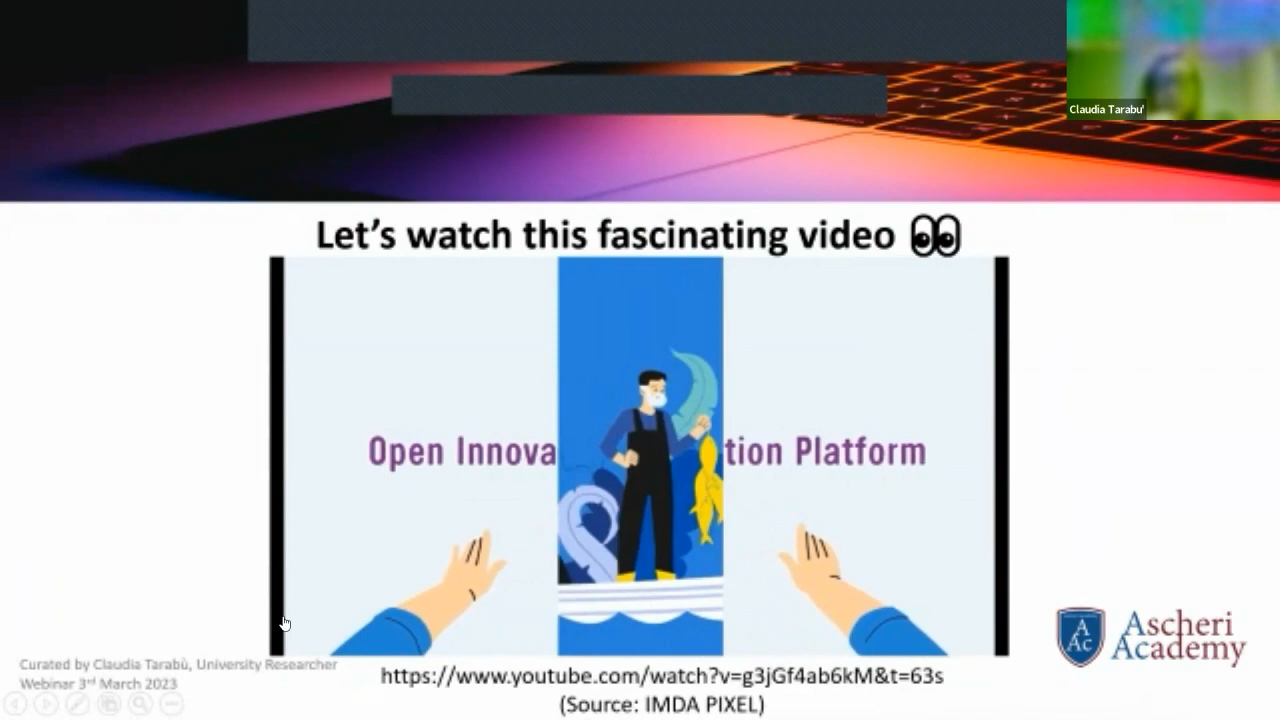 Claudia Tarabu'
Let's watch this fascinating video
Open Innova tion Platform
Curated by Claudia Tarabù, University Researcher
Webinar 3rd March 2023
https://www.youtube.com/watch?v=g3jGf4ab6kM&t=63s
(Source: IMDA PIXEL)
A
Ac
Ascheri
Academy